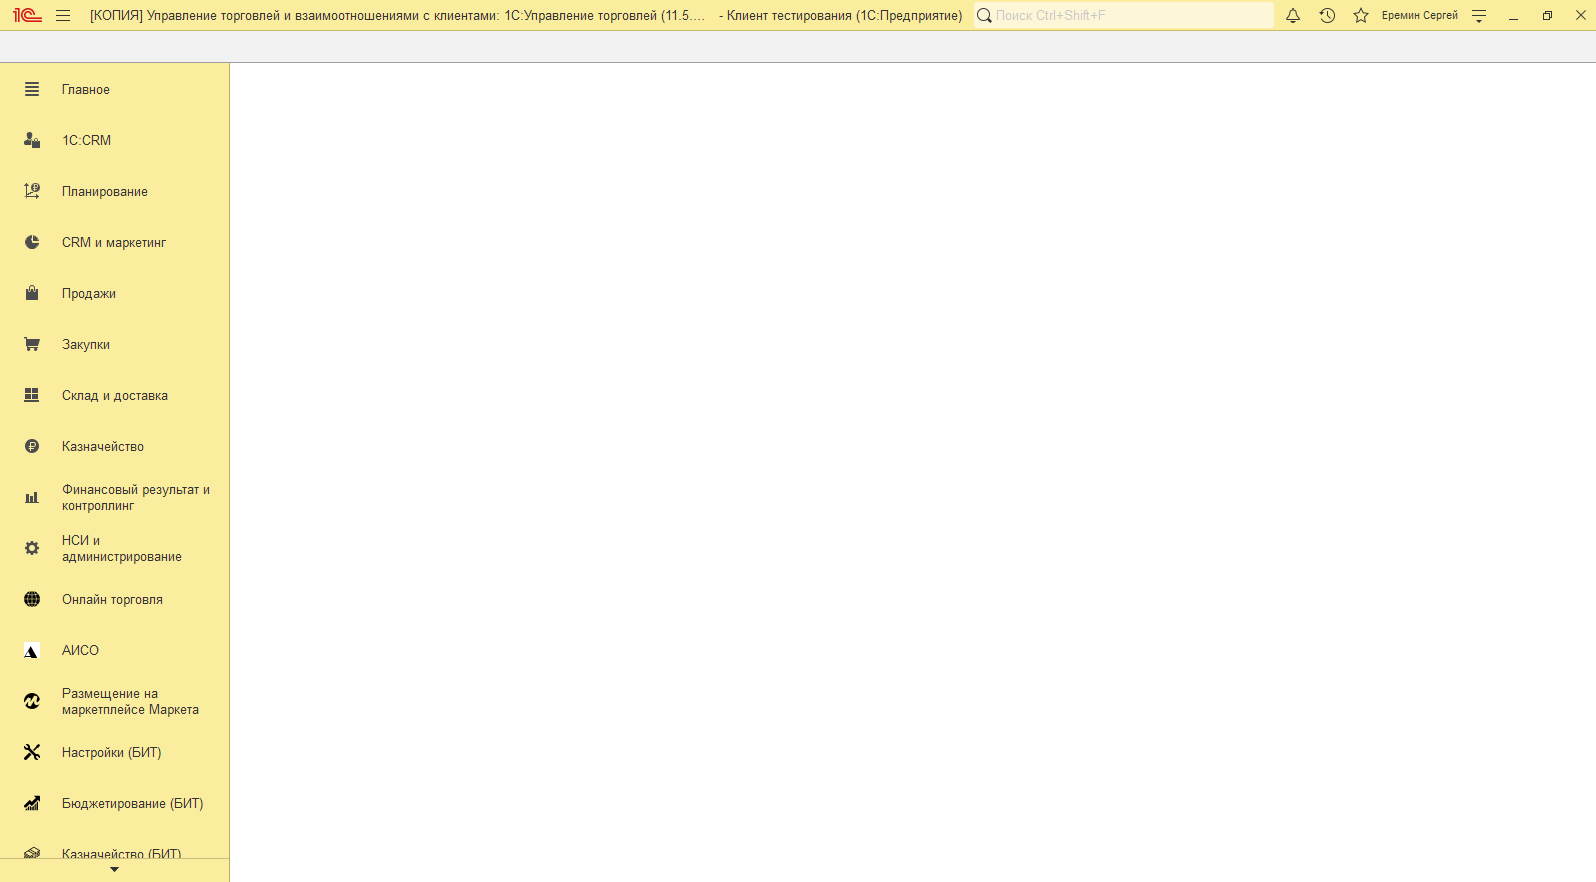 1С [КОПИЯ] Управление торговлей и взаимоотношениями с клиентами: 1С:Управление торговлей (11.5.... - Клиент тестирования (1С:Предприятие) Поиск Ctrl+Shift+F Еремин Сергей
Главное
1С:CRM
Планирование
CRM и маркетинг
Продажи
Закупки
Склад и доставка
Казначейство
Финансовый результат и
контроллинг
НСИ и
администрирование
Онлайн торговля
АИСО
Размещение на
маркетплейсе Маркета
Настройки (БИТ)
Бюджетирование (БИТ)
Казначейство (БИТ)